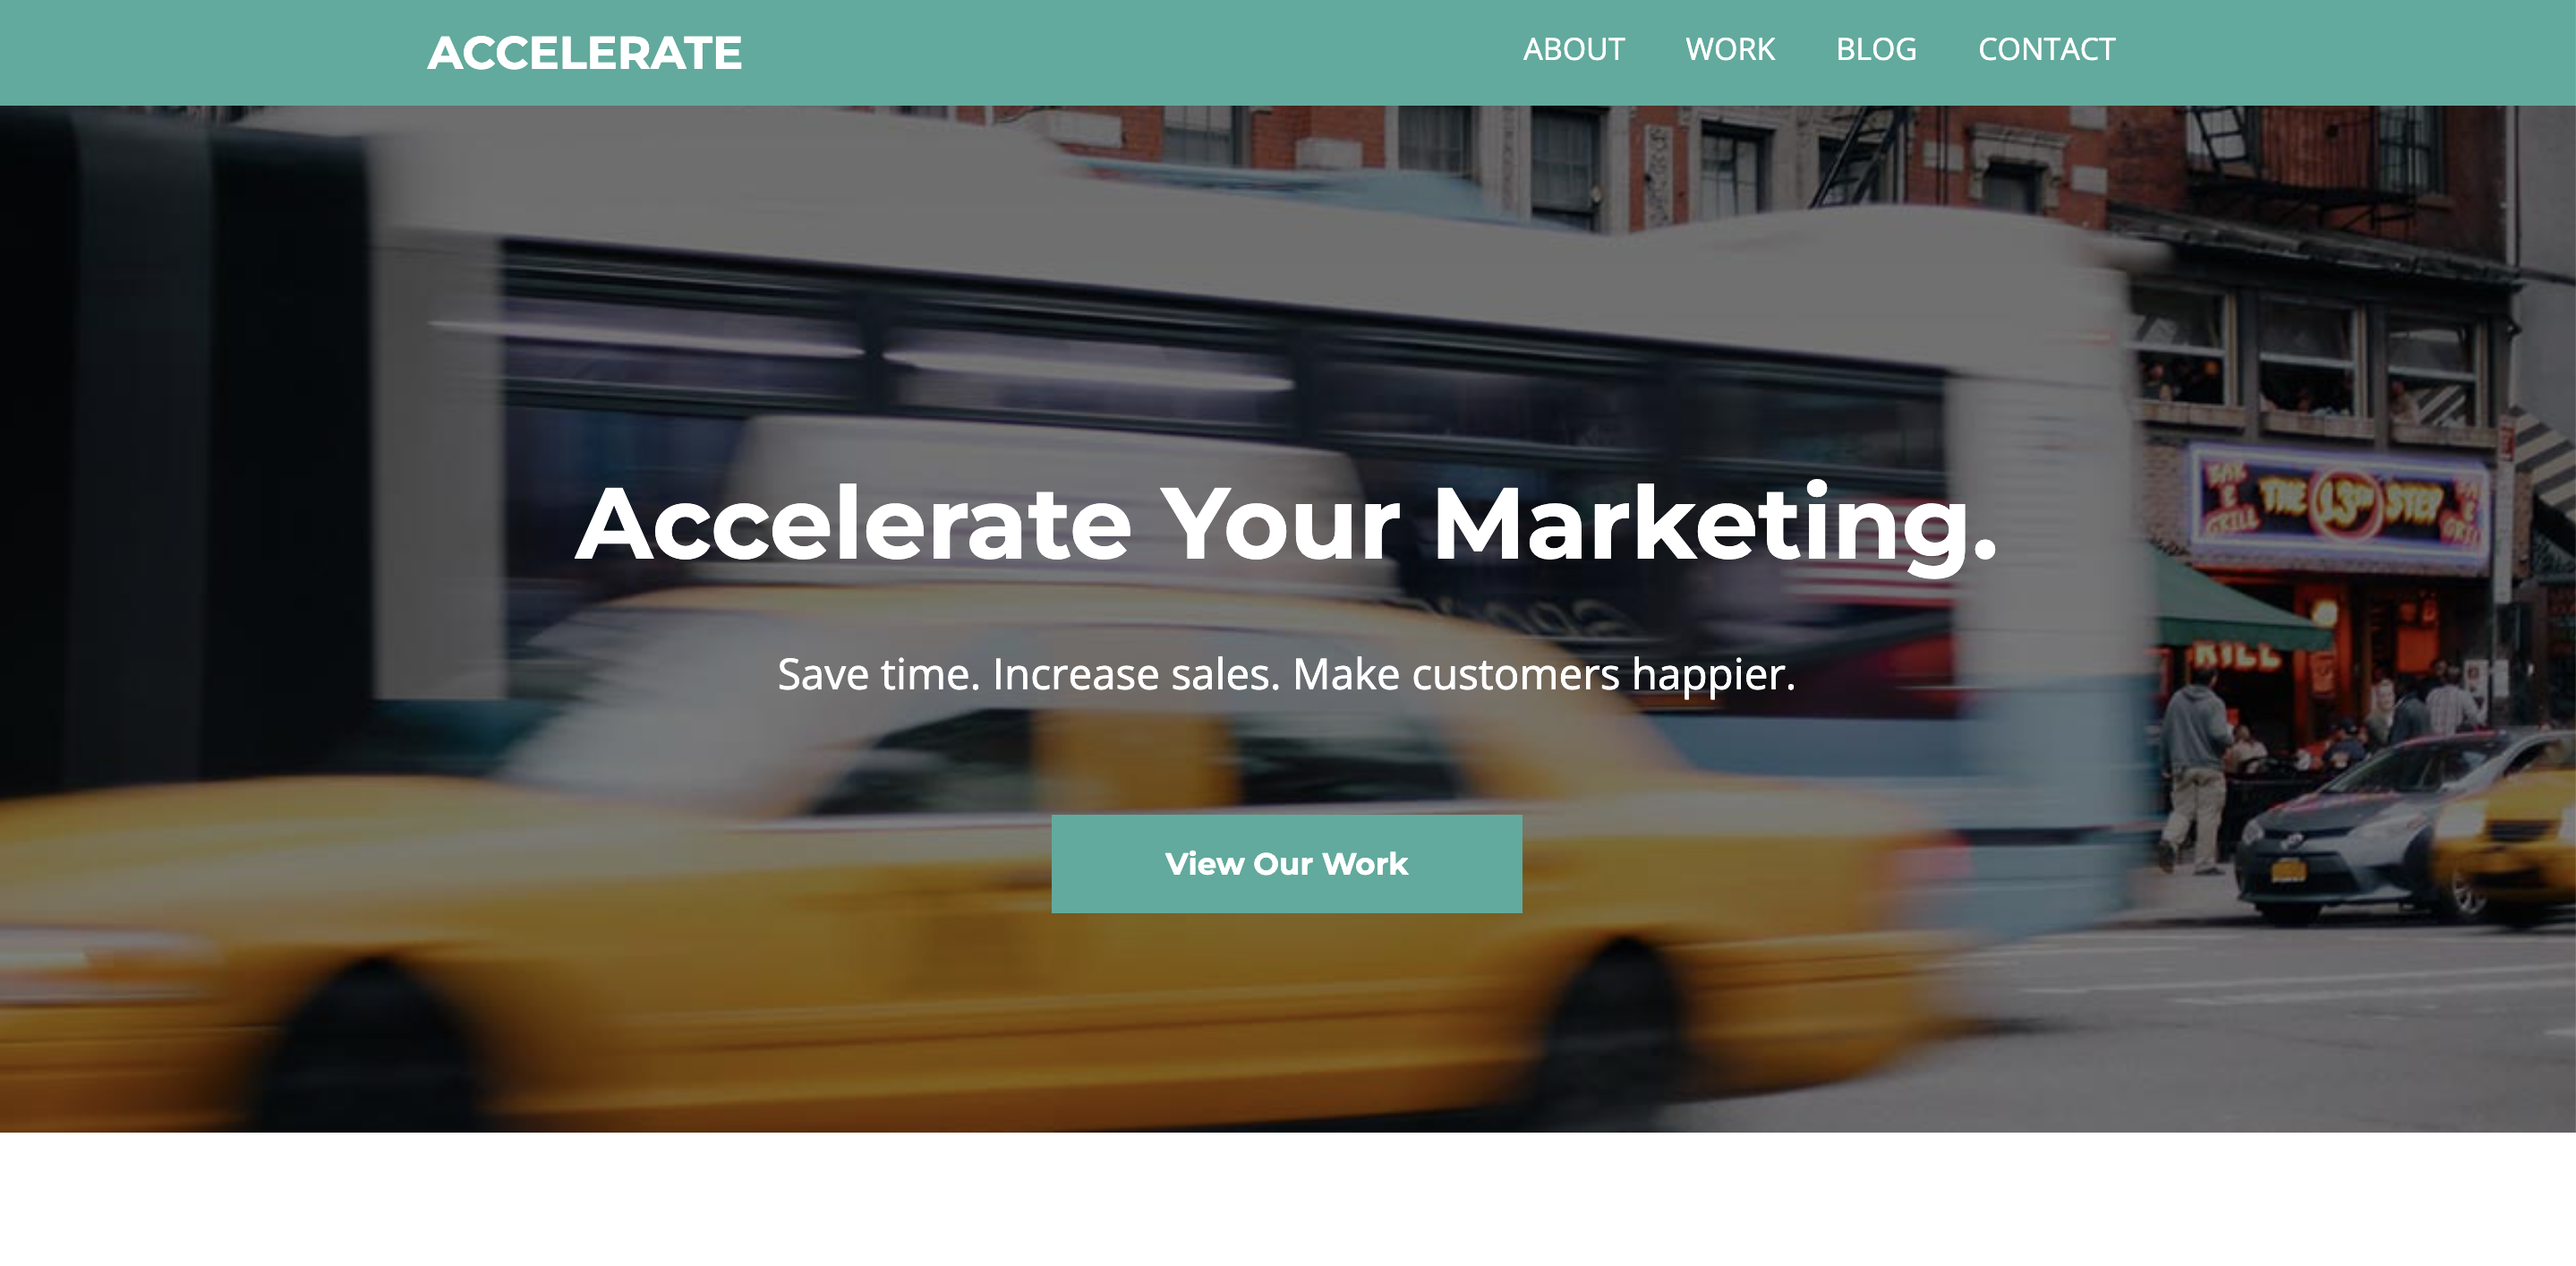 ACCELERATE
ABOUT WORK BLOG CONTACT
Accelerate Your Marketing.
BAR & GRILL THE 13TH STEP BAR & GRILL
Save time. Increase sales. Make customers happier.
View Our Work